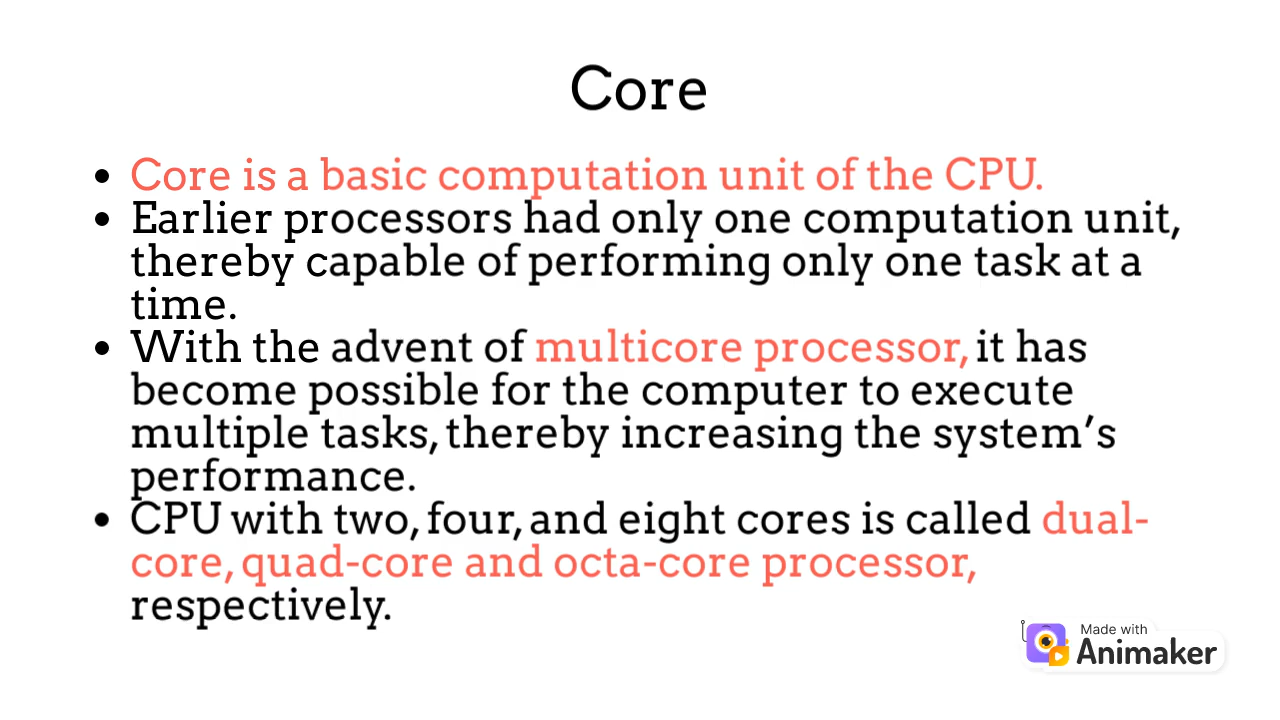 Core
• Core is a basic computation unit of the CPU.
• Earlier processors had only one computation unit,
thereby capable of performing only one task at a
time.
• With the advent of multicore processor, it has
become possible for the computer to execute
multiple tasks, thereby increasing the system’s
performance.
• CPU with two, four, and eight cores is called dual-
core, quad-core and octa-core processor,
respectively.
Made with
Animaker